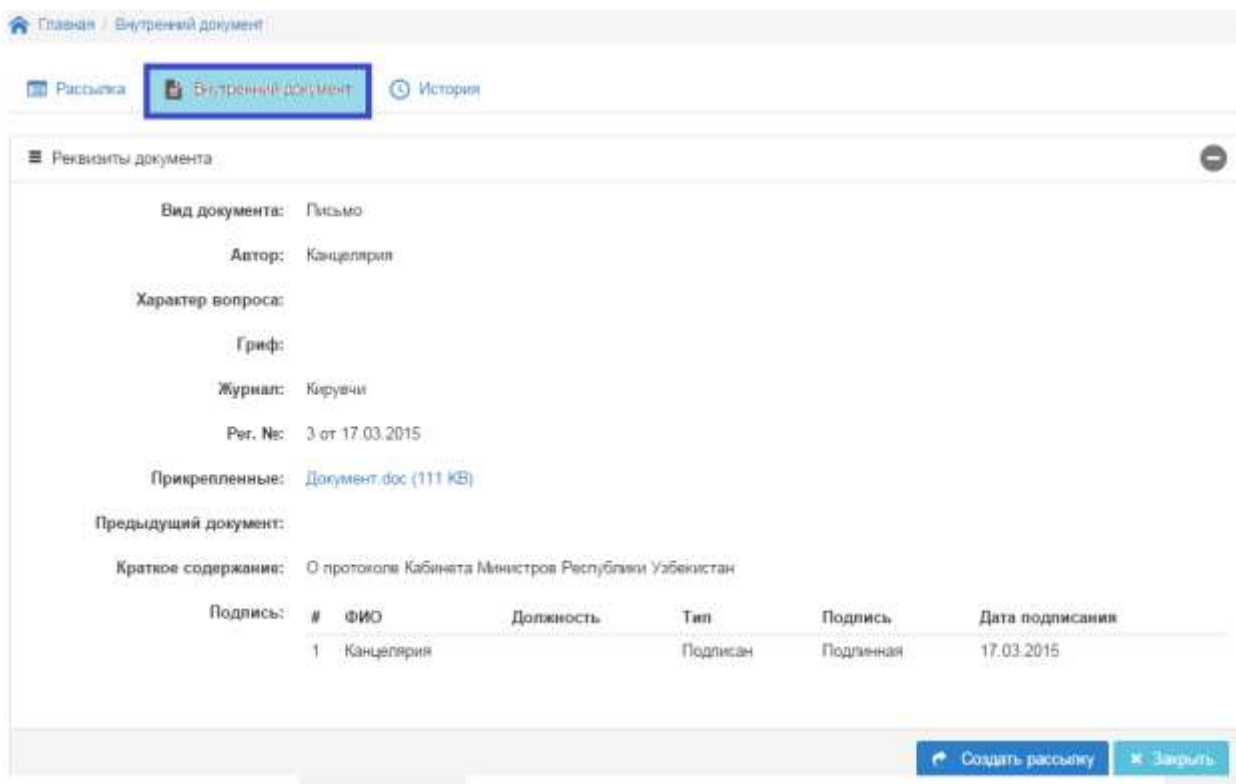 Главная / Внутренний документ
Рассылка Внутренний документ История
Реквизиты документа
Вид документа: Письмо
Автор: Канцелярия
Характер вопроса:
Гриф:
Журнал: Кирувчи
Рег. №: 3 от 17.03.2015
Прикрепленные: Документ.doc (111 KB)
Предыдущий документ:
Краткое содержание: О протоколе Кабинета Министров Республики Узбекистан
Подпись: # ФИО Должность Тип Подпись Дата подписания
1 Канцелярия Подписан Подлинная 17.03.2015
Создать рассылку × Закрыть